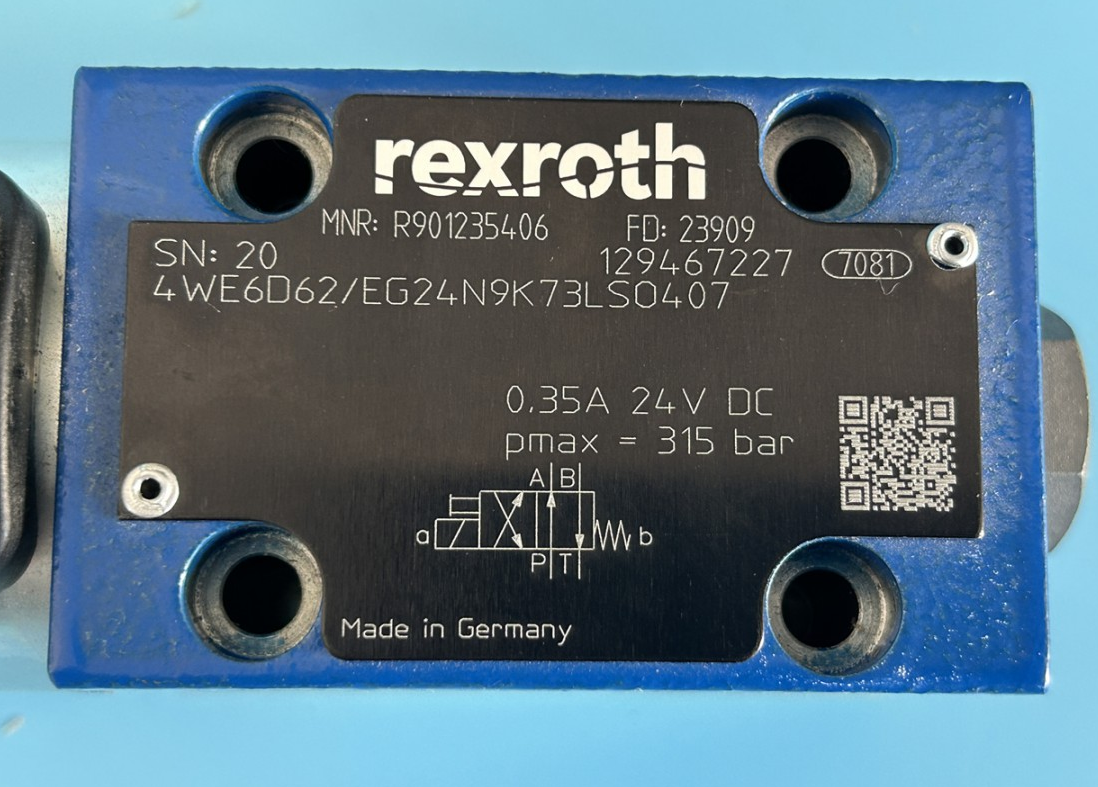 rexroth
MNR: R901235406 FD: 23909
SN: 20 129467227 7081
4WE6D62/EG24N9K73LSO407
0.35A 24V DC
pmax = 315 bar
A B
a b
P T
Made in Germany